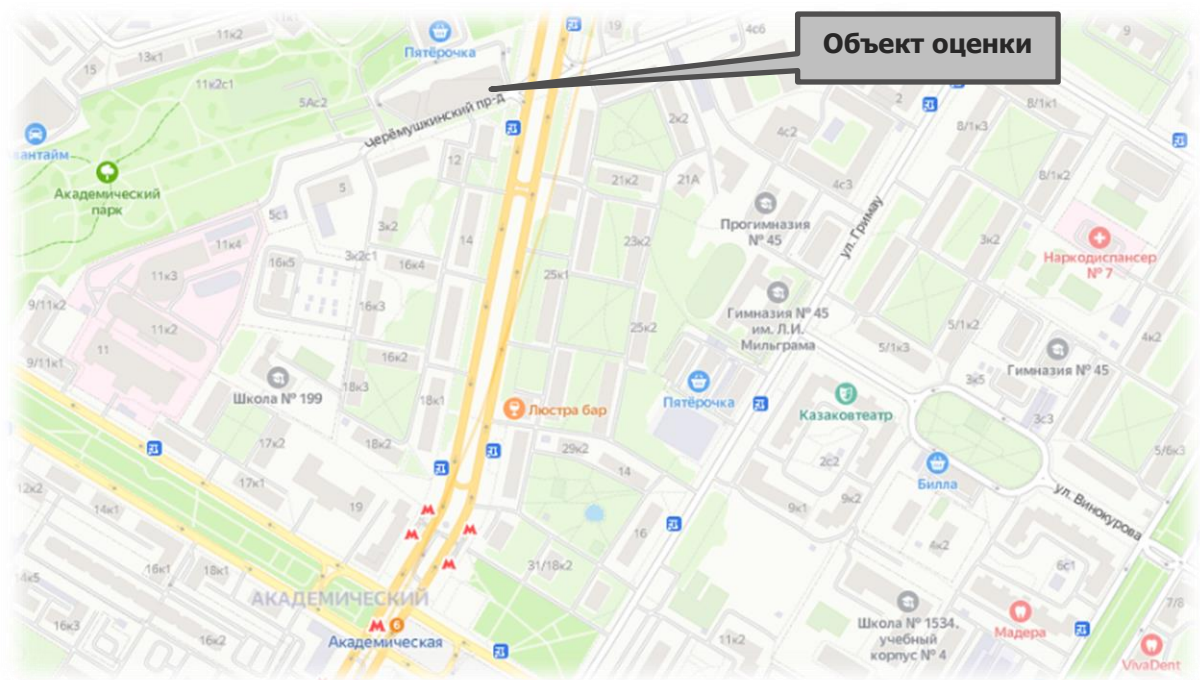 Объект оценки
19
4с6
9
11к2
13к1
Пятёрочка
15
11к2с1
5Ас2
Черёмушкинский пр-д
2
8/1к1
2к2
8/1к3
4с2
вантайм
12
Академический
парк
5
21к2
21А
4с3
8/1к2
Прогимназия
№ 45
ул. Гримау
5с1
3к2
14
23к2
3к2
Наркодиспансер
№ 7
11к4
3к2с1
16к5
16к4
11к3
25к1
9/11к2
16к3
Гимназия № 45
им. Л.И.
Мильграма
11к2
25к2
5/1к2
4к2
11
5/1к3
9/11к1
16к2
Гимназия № 45
3к5
Школа № 199
18к3
18к1
Люстра бар
Пятёрочка
Казаковтеатр
3с3
17к2
18к2
29к2
5/6к3
14
2с2
Билла
17к1
12к2
14к1
19
9к2
9к1
ул. Винокурова
16
4к2
31/18к2
6с1
16к1
18к1
14к5
АКАДЕМИЧЕСКИЙ
7/8
16к3
6
Академическая
16к2
11к2
Школа № 1534,
учебный
корпус № 4
Мадера
VivaDent